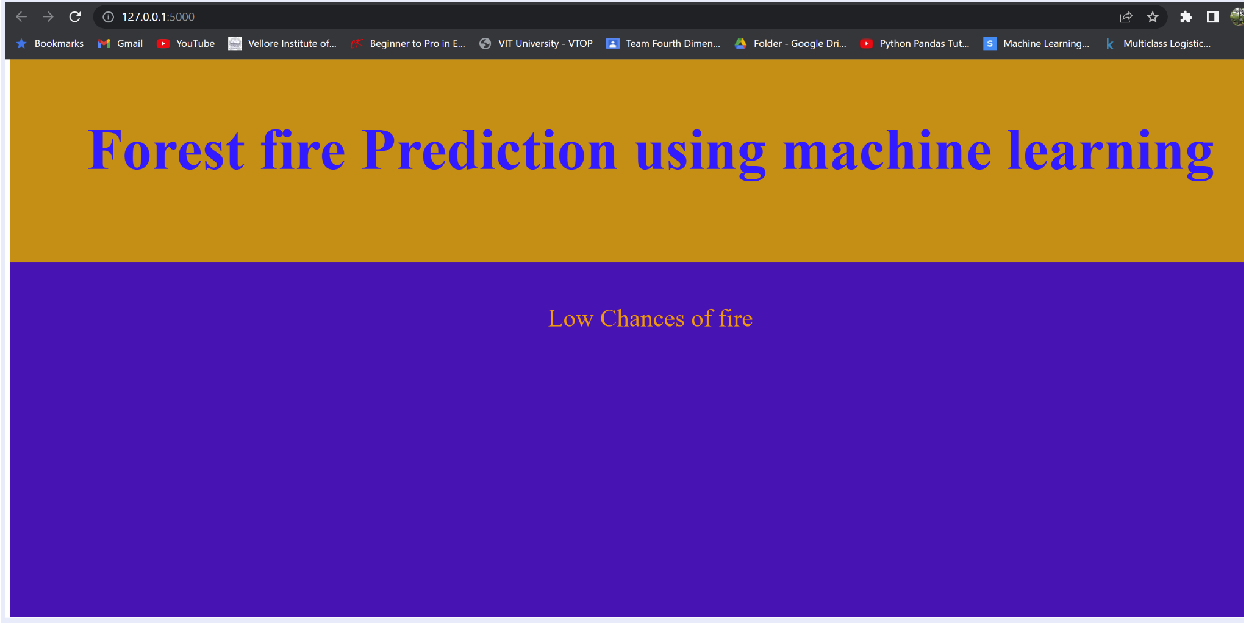 127.0.0.1:5000
Bookmarks Gmail YouTube Vellore Institute of... Beginner to Pro in E... VIT University - VTOP Team Fourth Dimen... Folder - Google Dri... Python Pandas Tut... Machine Learning... Multiclass Logistic...
Forest fire Prediction using machine learning
Low Chances of fire